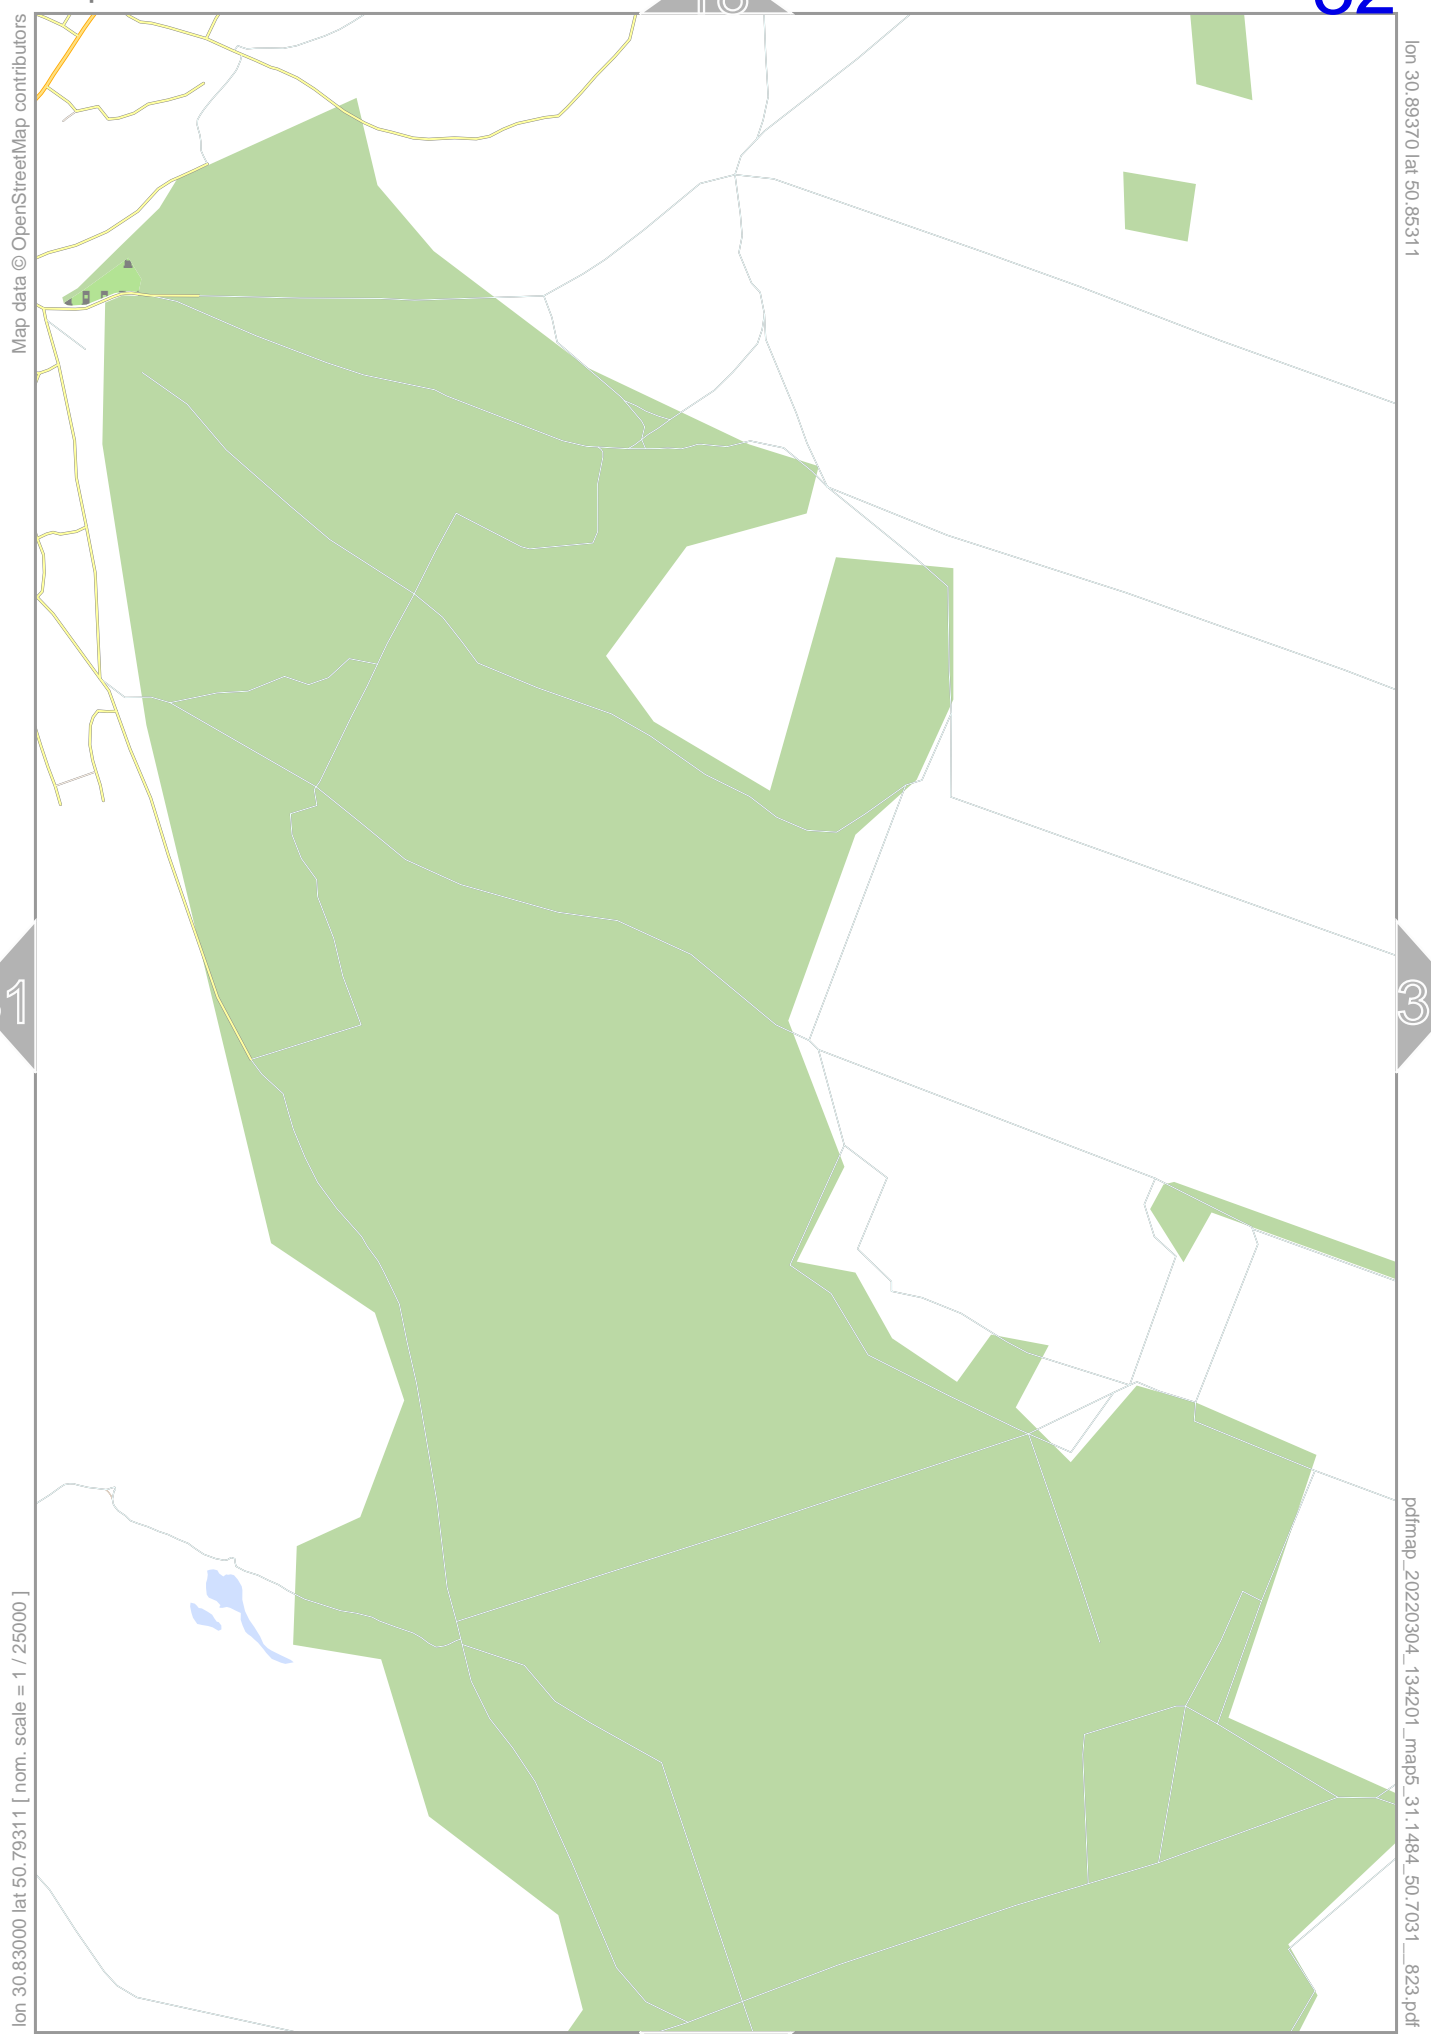 Map data © OpenStreetMap contributors
lon 30.89370 lat 50.85311
1
3
lon 30.83000 lat 50.79311 [ nom. scale = 1 / 25000 ]
pdfmap_20220304_134201_map5_31.1484_50.7031__823.pdf